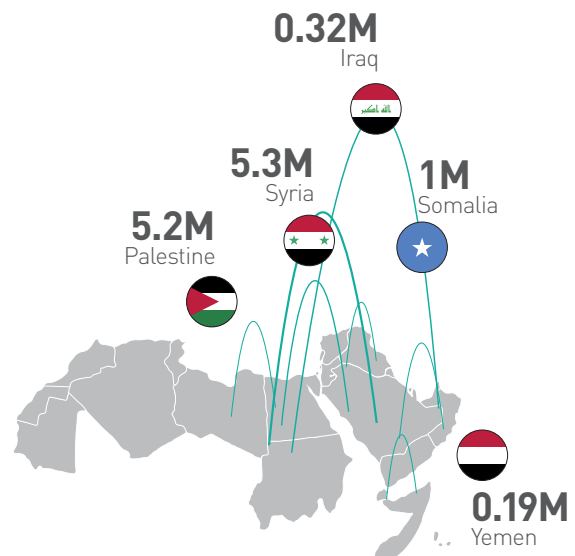 0.32M
Iraq
5.3M
Syria
1M
Somalia
5.2M
Palestine
0.19M
Yemen